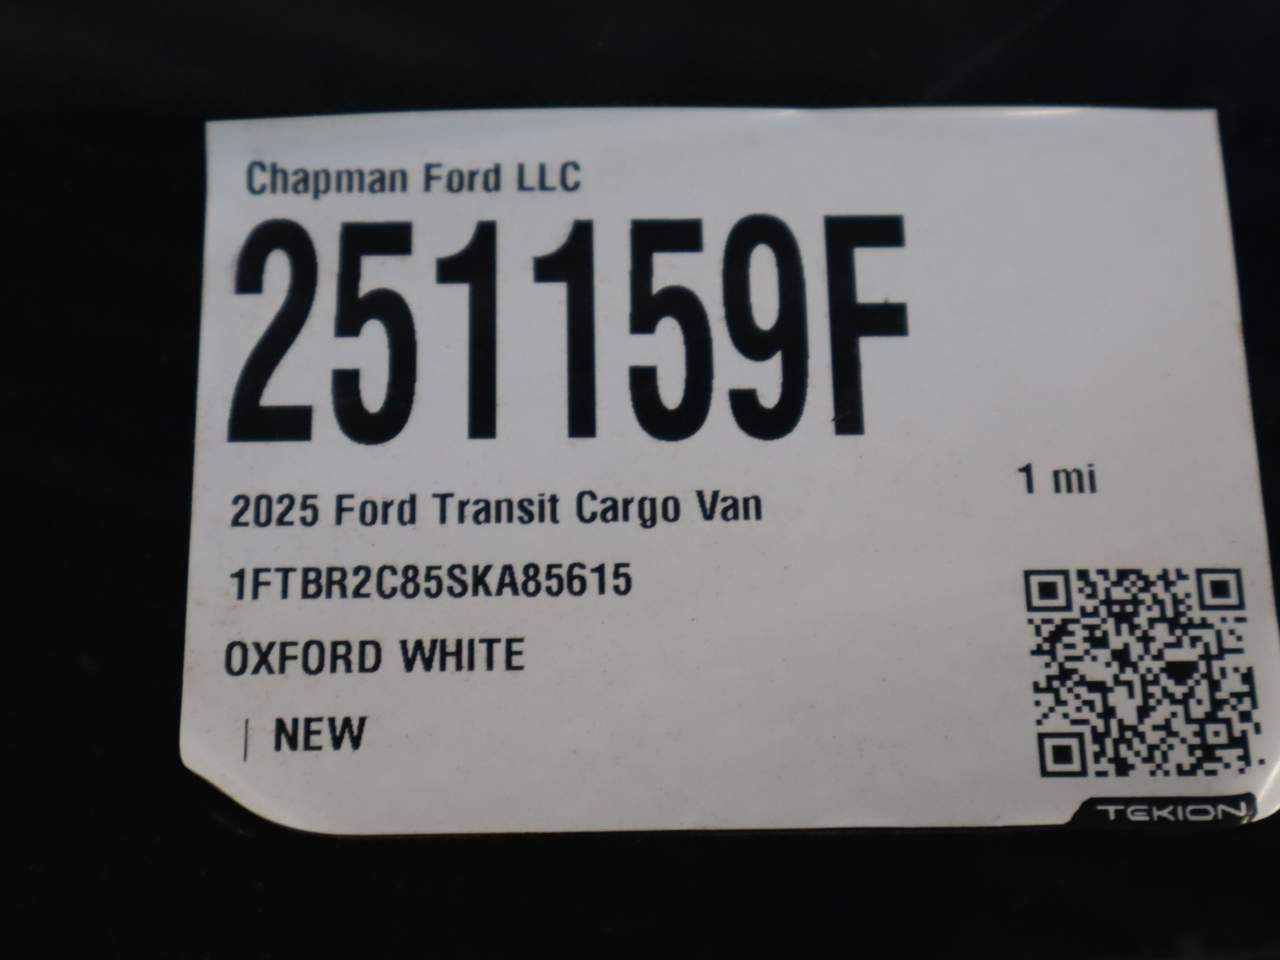 Chapman Ford LLC
251159F
2025 Ford Transit Cargo Van
1 mi
1FTBR2C85SKA85615
OXFORD WHITE
| NEW
TEKION